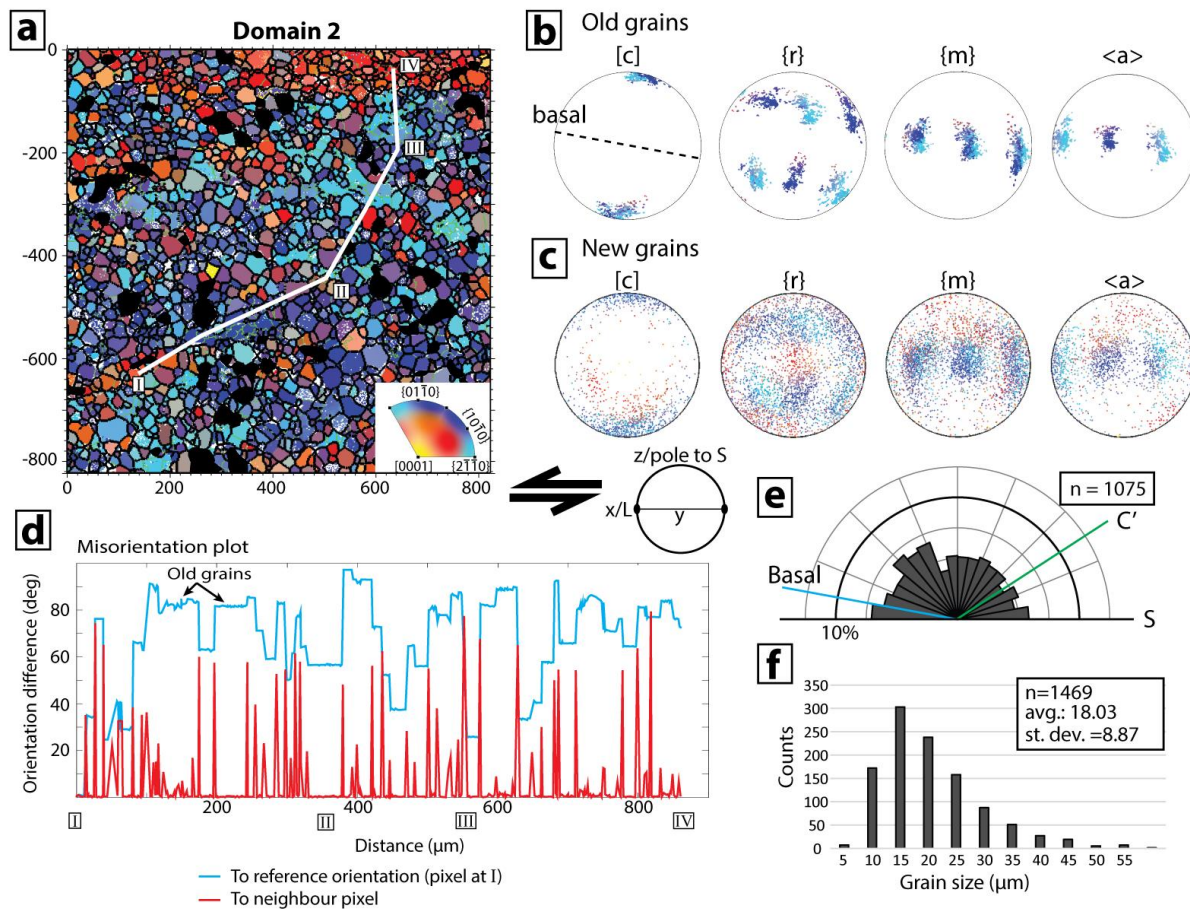 a
Domain 2
0
-200
-400
-600
-800
0 200 400 600 800
I
II
III
IV
{011̄0}
{101̄0}
[0001] {21̄1̄0}
b
Old grains
[c] {r} {m} <a>
basal
c
New grains
[c] {r} {m} <a>
z/pole to S
x/L
y
d
Misorientation plot
Old grains
Orientation difference (deg)
80
60
40
20
200 400 600 800
I II III IV
Distance (µm)
To reference orientation (pixel at I)
To neighbour pixel
e
n = 1075
C'
Basal
S
10%
f
n=1469
avg.: 18.03
st. dev. =8.87
Counts
350
300
250
200
150
100
50
0
5 10 15 20 25 30 35 40 45 50 55
Grain size (µm)